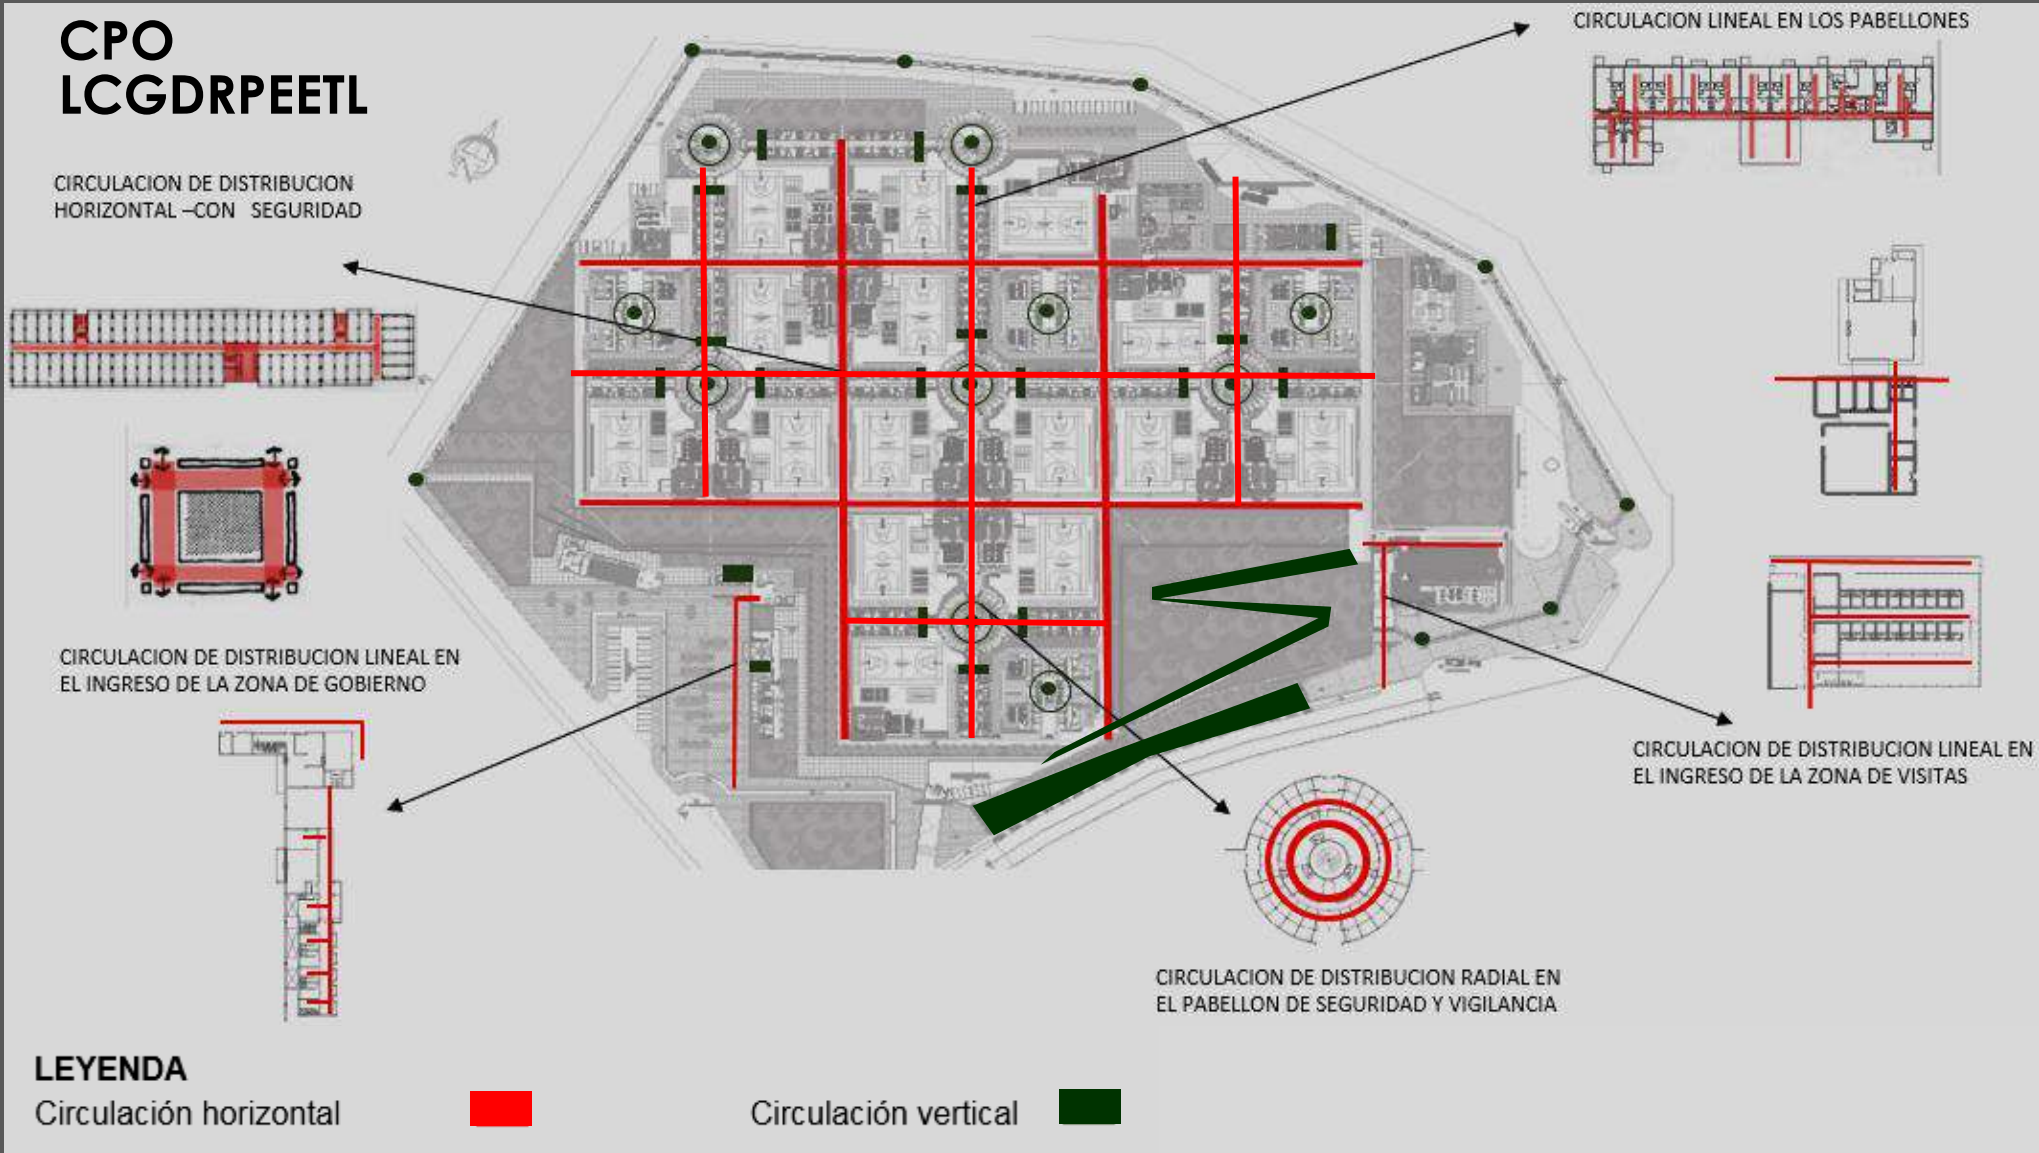 CPO
LCGDRPEETL
CIRCULACION DE DISTRIBUCION
HORIZONTAL –CON SEGURIDAD
CIRCULACION LINEAL EN LOS PABELLONES
CIRCULACION DE DISTRIBUCION LINEAL EN
EL INGRESO DE LA ZONA DE GOBIERNO
CIRCULACION DE DISTRIBUCION LINEAL EN
EL INGRESO DE LA ZONA DE VISITAS
CIRCULACION DE DISTRIBUCION RADIAL EN
EL PABELLON DE SEGURIDAD Y VIGILANCIA
LEYENDA
Circulación horizontal
Circulación vertical